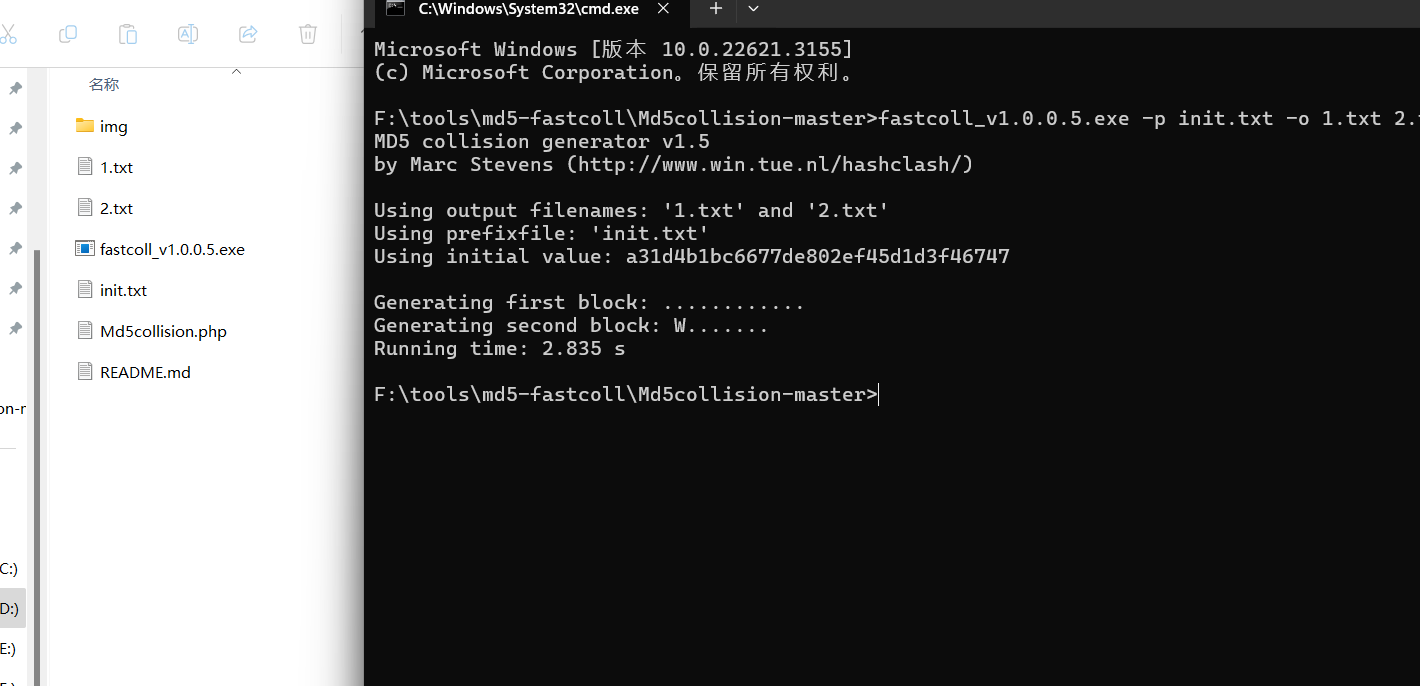 名称
img
1.txt
2.txt
fastcoll_v1.0.0.5.exe
init.txt
Md5collision.php
README.md
on-r
C:)
D:)
E:)
C:\Windows\System32\cmd.exe
Microsoft Windows [版本 10.0.22621.3155]
(c) Microsoft Corporation。保留所有权利。
F:\tools\md5-fastcoll\Md5collision-master>fastcoll_v1.0.0.5.exe -p init.txt -o 1.txt 2.
MD5 collision generator v1.5
by Marc Stevens (http://www.win.tue.nl/hashclash/)
Using output filenames: '1.txt' and '2.txt'
Using prefixfile: 'init.txt'
Using initial value: a31d4b1bc6677de802ef45d1d3f46747
Generating first block: ............
Generating second block: W.......
Running time: 2.835 s
F:\tools\md5-fastcoll\Md5collision-master>